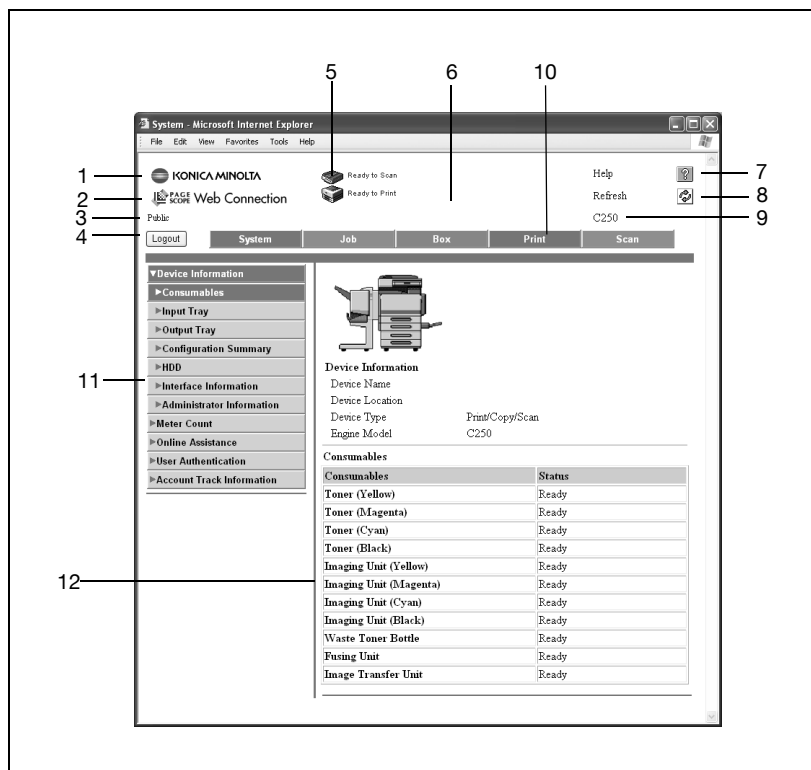 5 6 10
System - Microsoft Internet Explorer
File Edit View Favorites Tools Help
1 KONICA MINOLTA Ready to Scan Help 7
2 PAGE SCOPE Web Connection Ready to Print Refresh 8
3 Public C250 9
4 Logout System Job Box Print Scan
Device Information
Consumables
Input Tray
Output Tray
Configuration Summary
HDD
11 Interface Information
Administrator Information
Meter Count
Online Assistance
User Authentication
Account Track Information
Device Information
Device Name
Device Location
Device Type Print/Copy/Scan
Engine Model C250
Consumables
Consumables Status
Toner (Yellow) Ready
Toner (Magenta) Ready
Toner (Cyan) Ready
Toner (Black) Ready
Imaging Unit (Yellow) Ready
12 Imaging Unit (Magenta) Ready
Imaging Unit (Cyan) Ready
Imaging Unit (Black) Ready
Waste Toner Bottle Ready
Fusing Unit Ready
Image Transfer Unit Ready